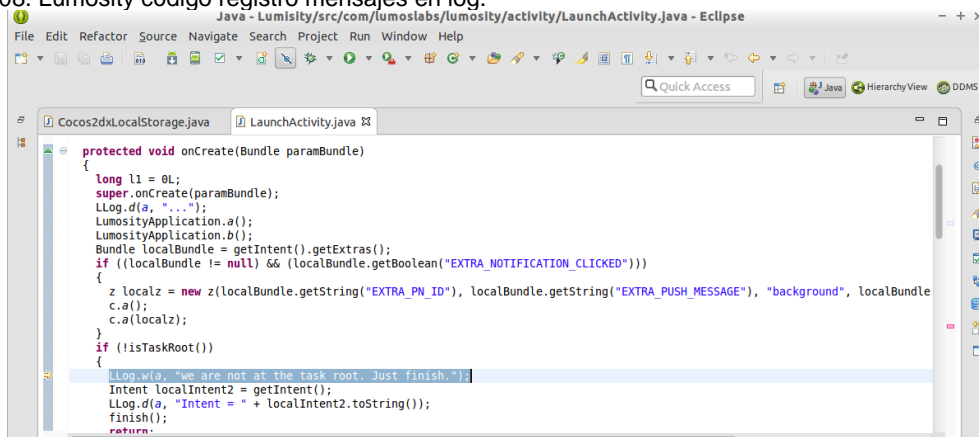 08. Lumosity código registro mensajes en log.
Java - Lumisity/src/com/lumoslabs/lumosity/activity/LaunchActivity.java - Eclipse
File Edit Refactor Source Navigate Search Project Run Window Help
Quick Access
Java
Hierarchy View
DDMS
Cocos2dxLocalStorage.java
LaunchActivity.java
protected void onCreate(Bundle paramBundle)
{
long l1 = 0L;
super.onCreate(paramBundle);
LLog.d(a, "...");
LumosityApplication.a();
LumosityApplication.b();
Bundle localBundle = getIntent().getExtras();
if ((localBundle != null) && (localBundle.getBoolean("EXTRA_NOTIFICATION_CLICKED")))
{
z localz = new z(localBundle.getString("EXTRA_PN_ID"), localBundle.getString("EXTRA_PUSH_MESSAGE"), "background", localBundle
c.a();
c.a(localz);
}
if (!isTaskRoot())
{
LLog.w(a, "we are not at the task root. Just finish.");
Intent localIntent2 = getIntent();
LLog.d(a, "Intent = " + localIntent2.toString());
finish();
return;